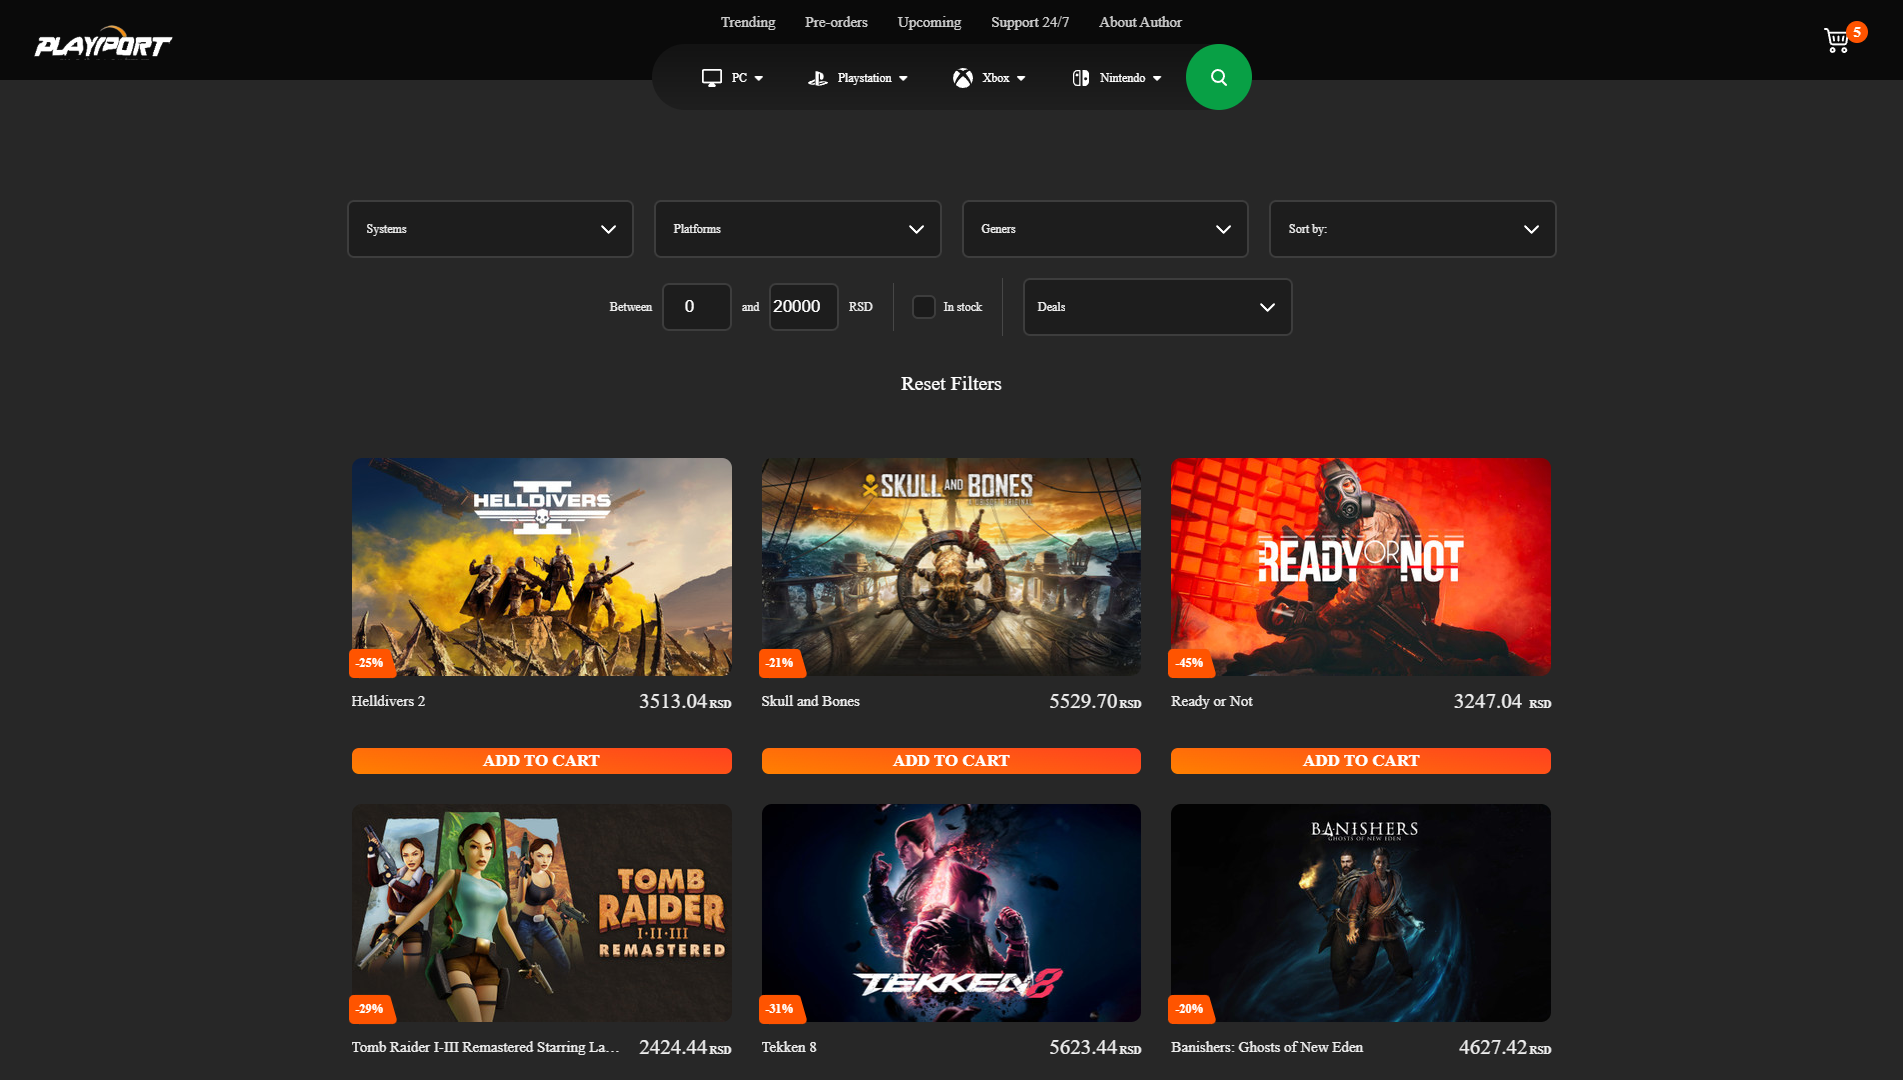 Trending Pre-orders Upcoming Support 24/7 About Author
PLAYPORT
5
PC Playstation Xbox Nintendo
Systems Platforms Geners Sort by:
Between 0 and 20000 RSD In stock Deals
Reset Filters
HELLDIVERS
II
SKULL AND BONES
READY OR NOT
-25%
-21%
-45%
Helldivers 2 3513.04 RSD
Skull and Bones 5529.70 RSD
Ready or Not 3247.04 RSD
ADD TO CART
ADD TO CART
ADD TO CART
TOMB
RAIDER
I·II·III
REMASTERED
TEKKEN 8
BANISHERS
GHOSTS OF NEW EDEN
-29%
-31%
-20%
Tomb Raider I-III Remastered Starring La... 2424.44 RSD
Tekken 8 5623.44 RSD
Banishers: Ghosts of New Eden 4627.42 RSD